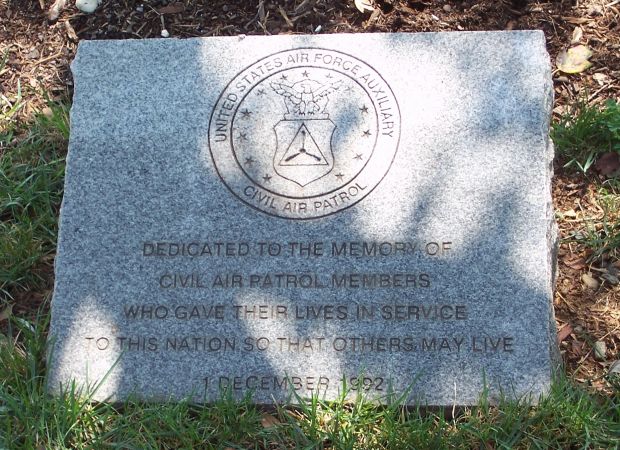 UNITED STATES AIR FORCE AUXILIARY
CIVIL AIR PATROL
DEDICATED TO THE MEMORY OF
CIVIL AIR PATROL MEMBERS
WHO GAVE THEIR LIVES IN SERVICE
TO THIS NATION SO THAT OTHERS MAY LIVE
1 DECEMBER 1992